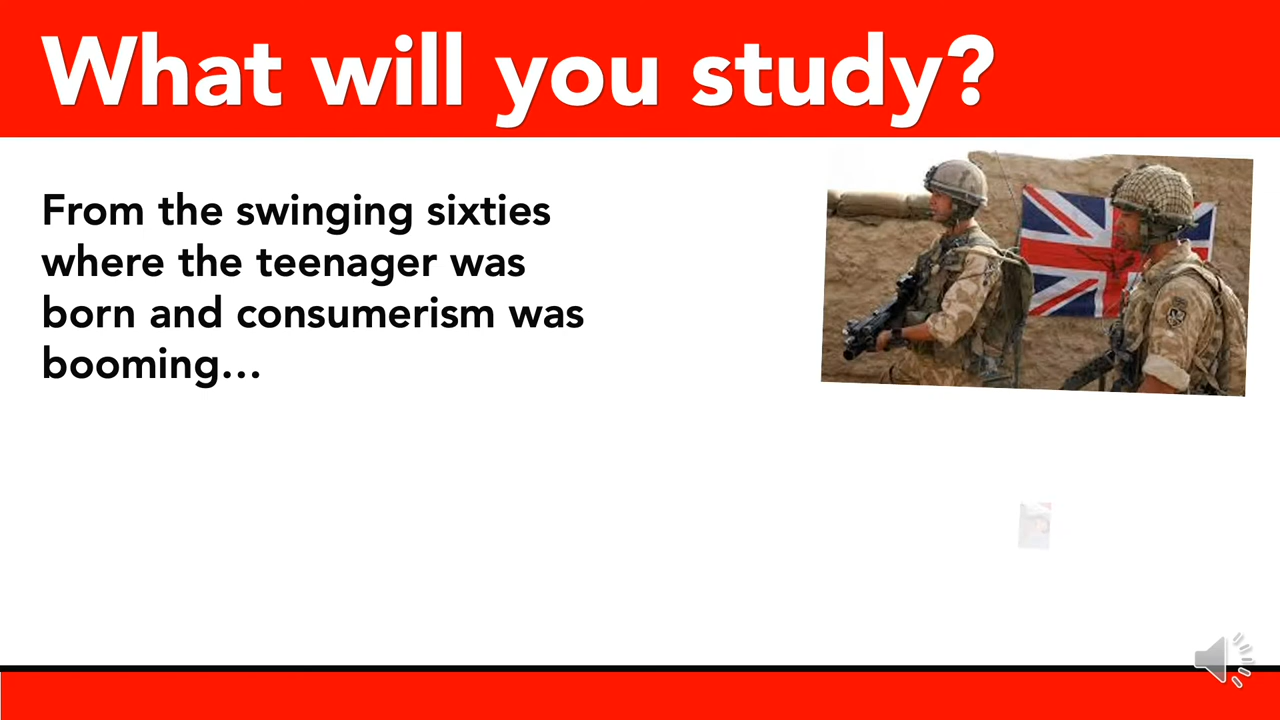 What will you study?
From the swinging sixties
where the teenager was
born and consumerism was
booming…